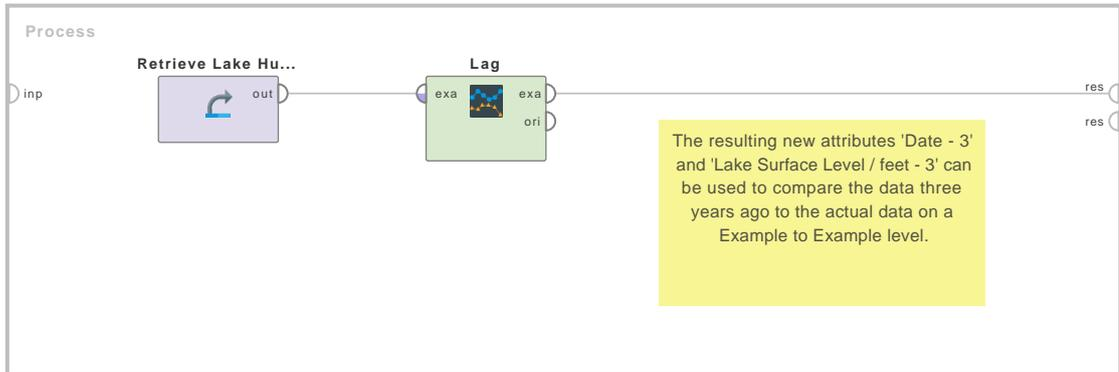 Process
Retrieve Lake Hu...
Lag
inp
out
exa
exa
res
ori
res
The resulting new attributes 'Date - 3'
and 'Lake Surface Level / feet - 3' can
be used to compare the data three
years ago to the actual data on a
Example to Example level.